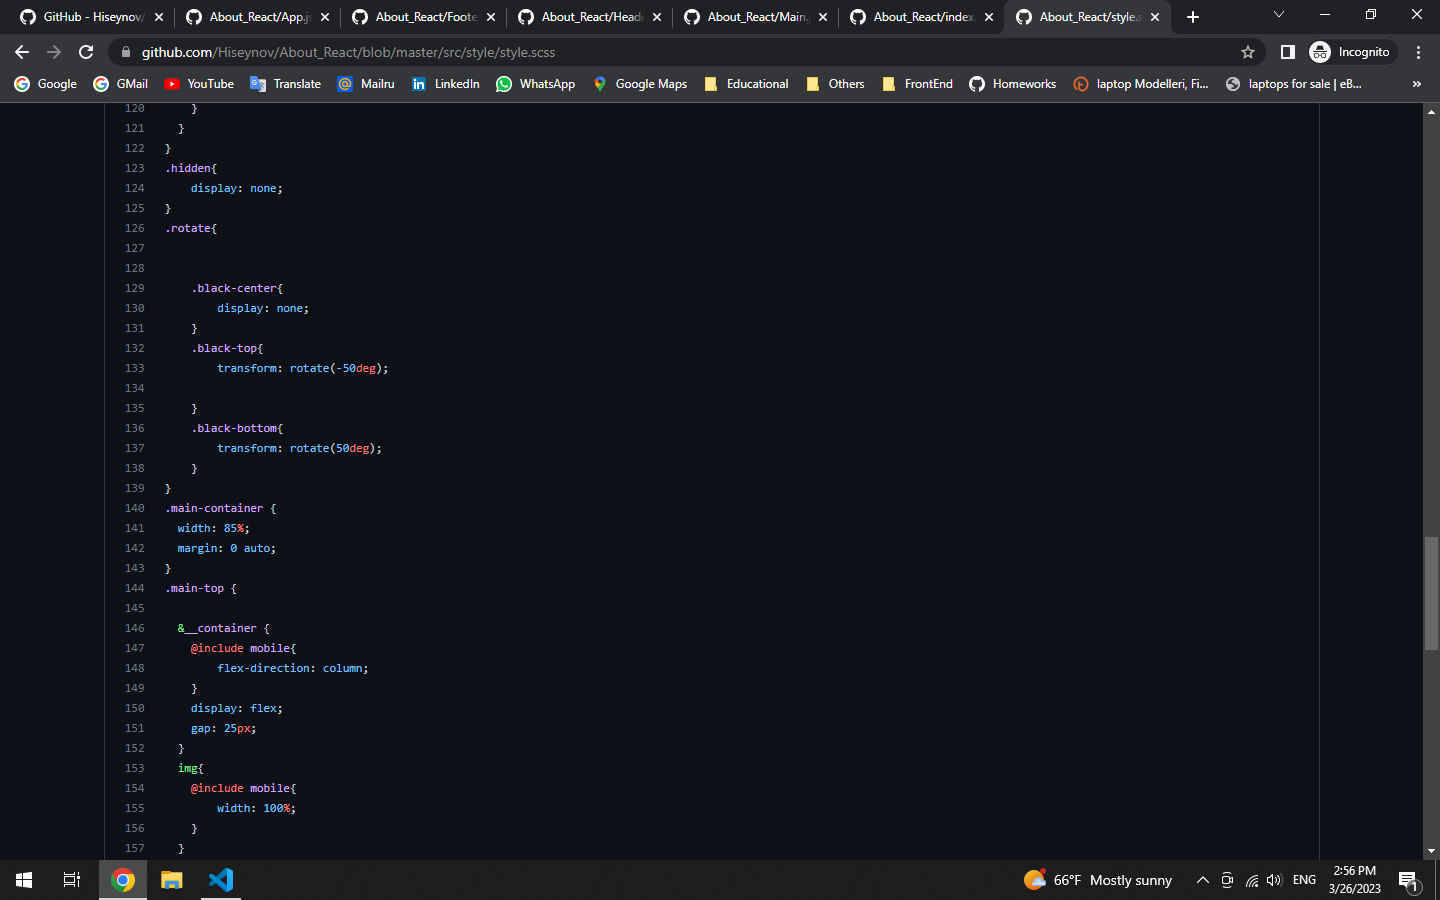 GitHub - Hiseynov/
About_React/App.js
About_React/Foote
About_React/Head
About_React/Main.j
About_React/index.
About_React/style.s
github.com/Hiseynov/About_React/blob/master/src/style/style.scss
Incognito
Google
GMail
YouTube
Translate
Mailru
LinkedIn
WhatsApp
Google Maps
Educational
Others
FrontEnd
Homeworks
laptop Modelleri, Fi...
laptops for sale | eB...
»
120 }
121 }
122 }
123 .hidden{
124 display: none;
125 }
126 .rotate{
127
128
129 .black-center{
130 display: none;
131 }
132 .black-top{
133 transform: rotate(-50deg);
134
135 }
136 .black-bottom{
137 transform: rotate(50deg);
138 }
139 }
140 .main-container {
141 width: 85%;
142 margin: 0 auto;
143 }
144 .main-top {
145
146 &__container {
147 @include mobile{
148 flex-direction: column;
149 }
150 display: flex;
151 gap: 25px;
152 }
153 img{
154 @include mobile{
155 width: 100%;
156 }
157 }
66°F Mostly sunny
ENG
2:56 PM
3/26/2023
1